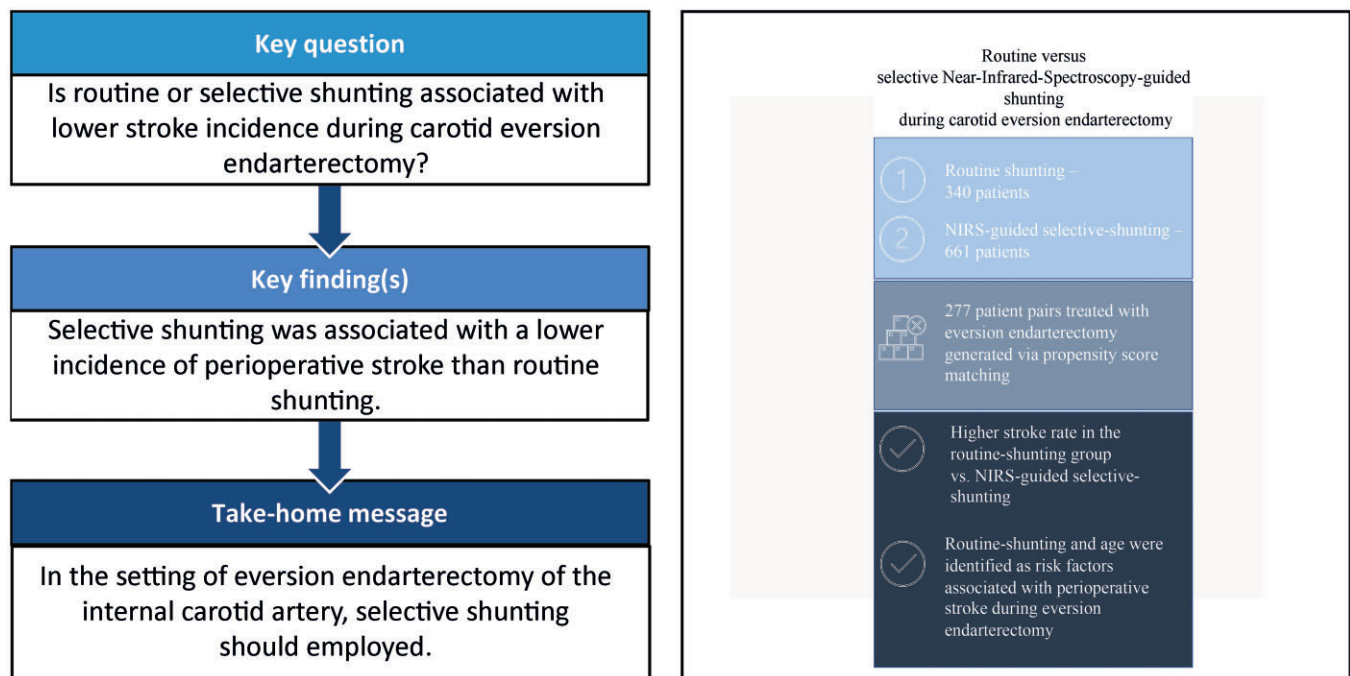 Key question
Is routine or selective shunting associated with
lower stroke incidence during carotid eversion
endarterectomy?
Key finding(s)
Selective shunting was associated with a lower
incidence of perioperative stroke than routine
shunting.
Take-home message
In the setting of eversion endarterectomy of the
internal carotid artery, selective shunting
should employed.
Routine versus
selective Near-Infrared-Spectroscopy-guided
shunting
during carotid eversion endarterectomy
1
Routine shunting –
340 patients
2
NIRS-guided selective-shunting –
661 patients
277 patient pairs treated with
eversion endarterectomy
generated via propensity score
matching
Higher stroke rate in the
routine-shunting group
vs. NIRS-guided selective-
shunting
Routine-shunting and age were
identified as risk factors
associated with perioperative
stroke during eversion
endarterectomy